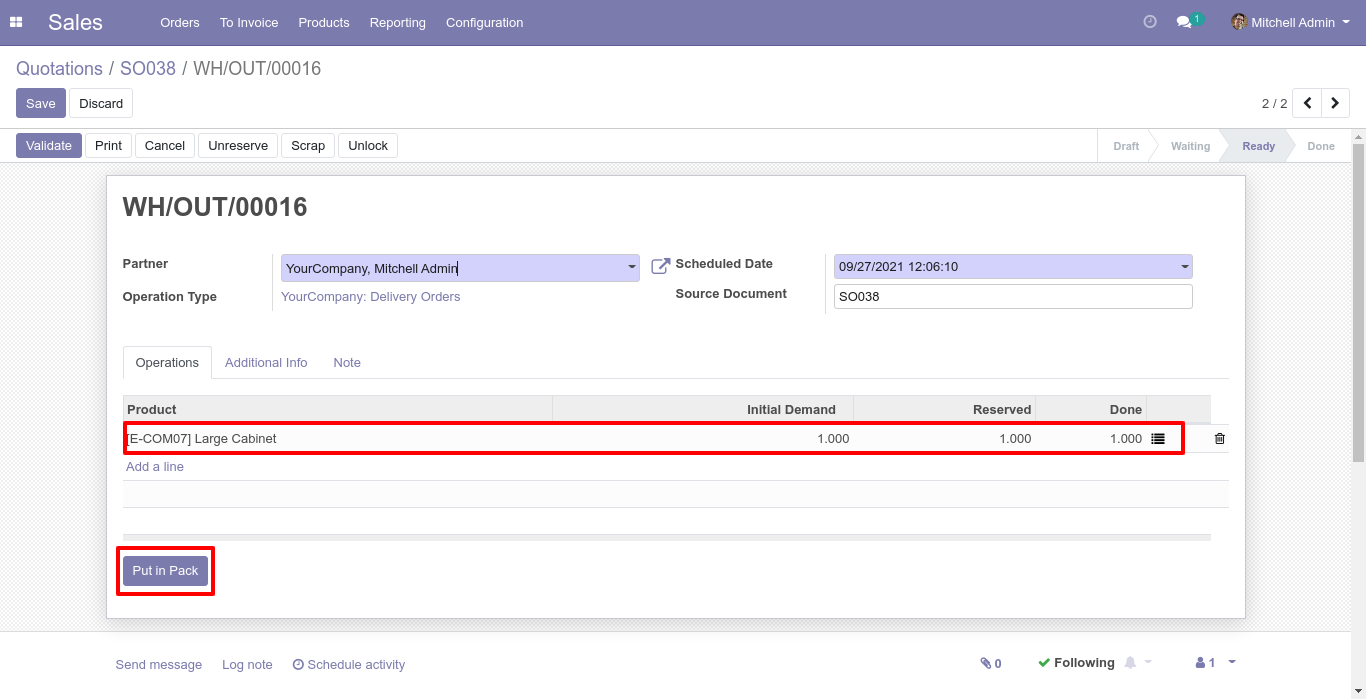 Sales Orders To Invoice Products Reporting Configuration 1 Mitchell Admin
Quotations / SO038 / WH/OUT/00016
Save Discard 2 / 2
Validate Print Cancel Unreserve Scrap Unlock Draft Waiting Ready Done
WH/OUT/00016
Partner YourCompany, Mitchell Admin Scheduled Date 09/27/2021 12:06:10
Operation Type YourCompany: Delivery Orders Source Document SO038
Operations Additional Info Note
Product Initial Demand Reserved Done
[E-COM07] Large Cabinet 1.000 1.000 1.000
Add a line
Put in Pack
Send message Log note Schedule activity 0 Following 1